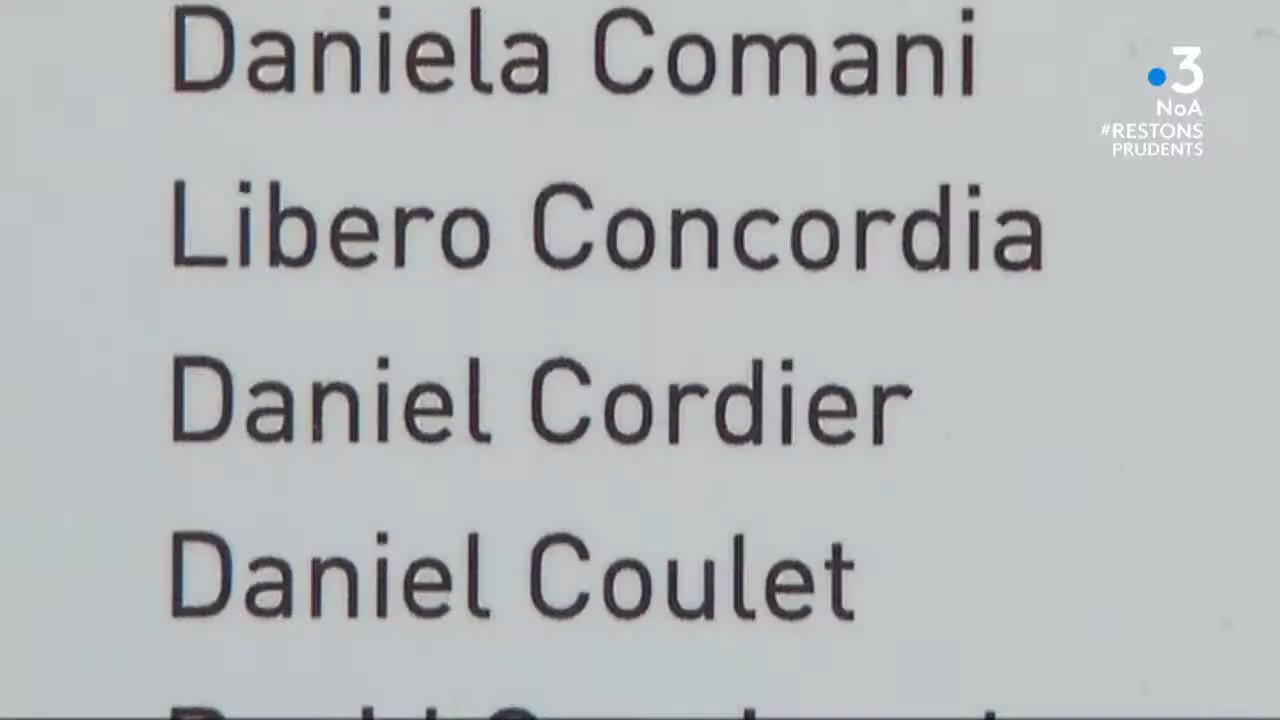 Daniela Comani
3
NoA
#RESTONS
PRUDENTS
Libero Concordia
Daniel Cordier
Daniel Coulet